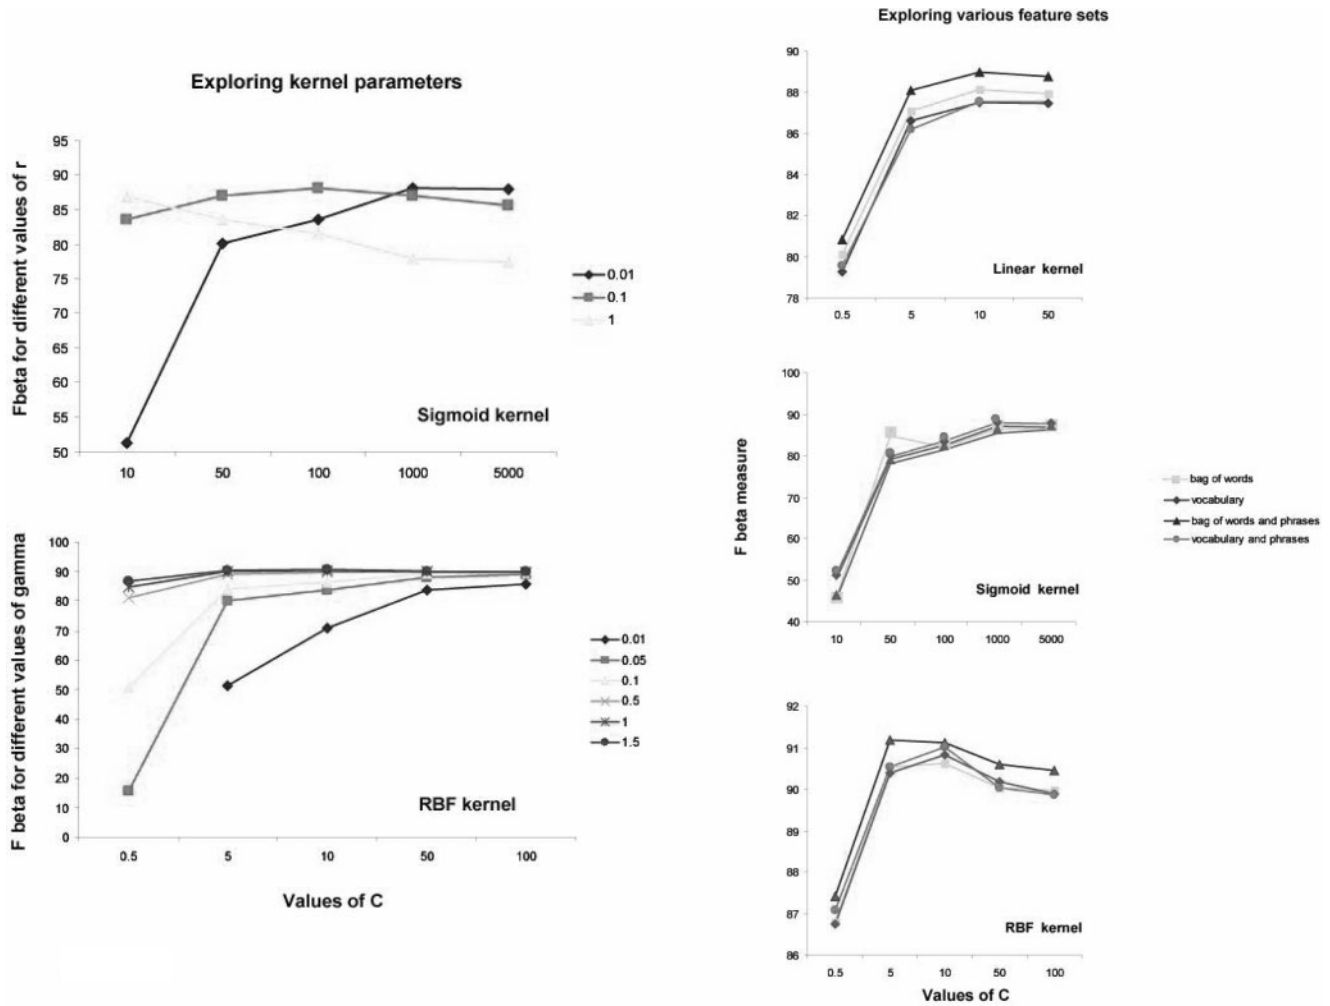 Exploring kernel parameters
Fbeta for different values of r
95
90
85
80
75
70
65
60
55
50
10 50 100 1000 5000
0.01
0.1
1
Sigmoid kernel
F beta for different values of gamma
100
90
80
70
60
50
40
30
20
10
0
0.5 5 10 50 100
0.01
0.05
0.1
0.5
1
1.5
RBF kernel
Values of C
Exploring various feature sets
90
88
86
84
82
80
78
0.5 5 10 50
Linear kernel
F beta measure
100
90
80
70
60
50
40
10 50 100 1000 5000
Sigmoid kernel
bag of words
vocabulary
bag of words and phrases
vocabulary and phrases
92
91
90
89
88
87
86
0.5 5 10 50 100
RBF kernel
Values of C